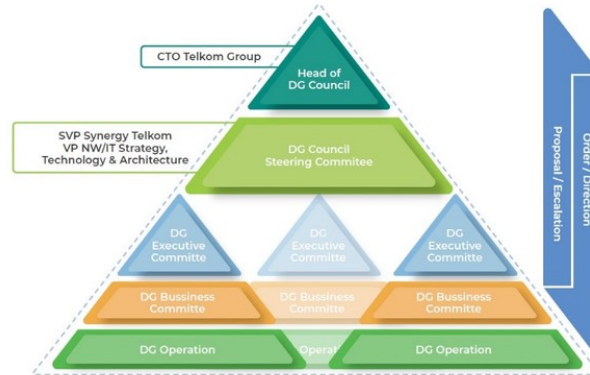 CTO Telkom Group
Head of
DG Council
SVP Synergy Telkom
VP NW/IT Strategy,
Technology & Architecture
DG Council
Steering Commitee
DG
Executive
Committe
DG
Executive
Committe
DG
Executive
Committe
DG Bussiness
Committe
DG Bussiness
Committe
DG Bussiness
Committe
DG Operation
Operat
DG Operation
Proposal / Escalation
Order / Direction